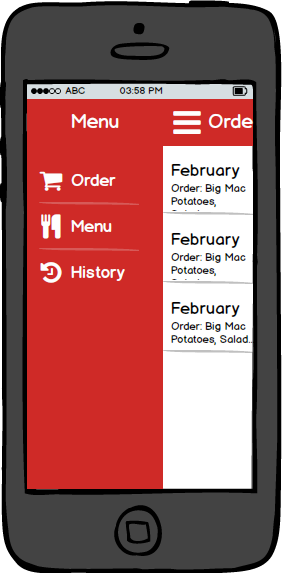 ABC 03:58 PM
Menu
Order
Menu
History
Orde
February
Order: Big Mac
Potatoes,
February
Order: Big Mac
Potatoes,
February
Order: Big Mac
Potatoes, Salad..